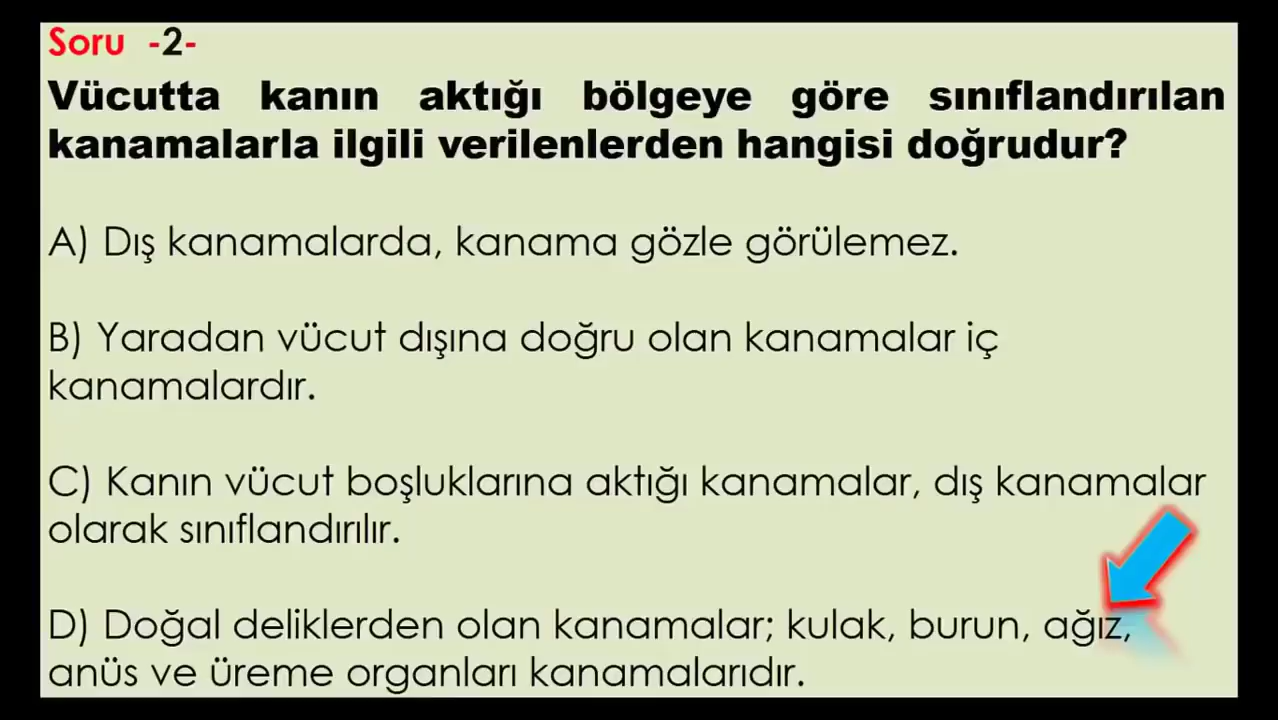 Soru -2-
Vücutta kanın aktığı bölgeye göre sınıflandırılan
kanamalarla ilgili verilenlerden hangisi doğrudur?
A) Dış kanamalarda, kanama gözle görülemez.
B) Yaradan vücut dışına doğru olan kanamalar iç
kanamalardır.
C) Kanın vücut boşluklarına aktığı kanamalar, dış kanamalar
olarak sınıflandırılır.
D) Doğal deliklerden olan kanamalar; kulak, burun, ağız,
anüs ve üreme organları kanamalarıdır.